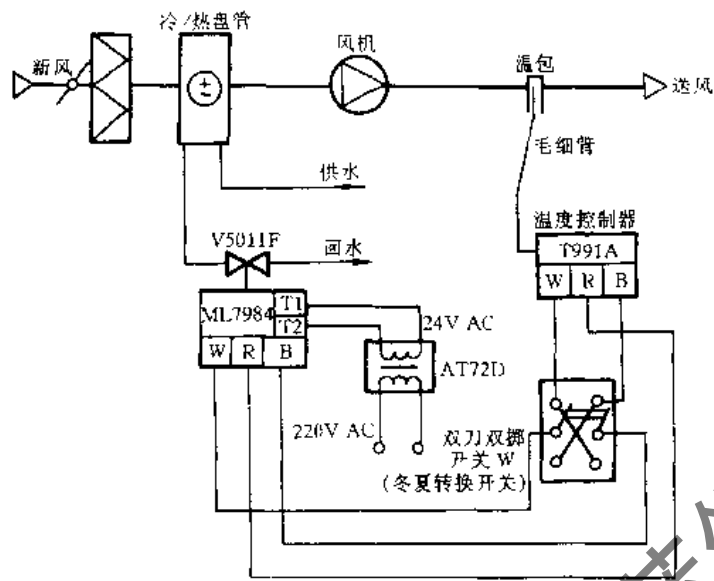 冷/热盘管
新风
风机
温包
送风
毛细管
供水
温度控制器
V5011F
回水
T991A
W R B
ML7984
T1
T2
W R B
24V AC
AT72D
220V AC
双刀双掷
开关 W
(冬夏转换开关)